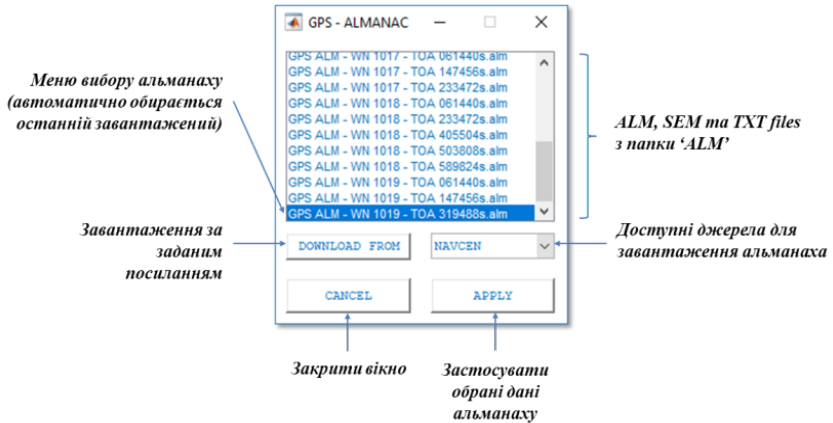 GPS - ALMANAC
GPS ALM - WN 1017 - TOA 061440s.alm
GPS ALM - WN 1017 - TOA 147456s.alm
GPS ALM - WN 1017 - TOA 233472s.alm
GPS ALM - WN 1018 - TOA 061440s.alm
GPS ALM - WN 1018 - TOA 233472s.alm
GPS ALM - WN 1018 - TOA 405504s.alm
GPS ALM - WN 1018 - TOA 503808s.alm
GPS ALM - WN 1018 - TOA 589824s.alm
GPS ALM - WN 1019 - TOA 061440s.alm
GPS ALM - WN 1019 - TOA 147456s.alm
GPS ALM - WN 1019 - TOA 319488s.alm
Меню вибору альманаху
(автоматично обирається
останній завантажений)
ALM, SEM та TXT files
з папки ‘ALM’
Завантаження за
заданим
посиланням
DOWNLOAD FROM
NAVCEN
Доступні джерела для
завантаження альманаха
CANCEL
APPLY
Закрити вікно
Застосувати
обрані дані
альманаху